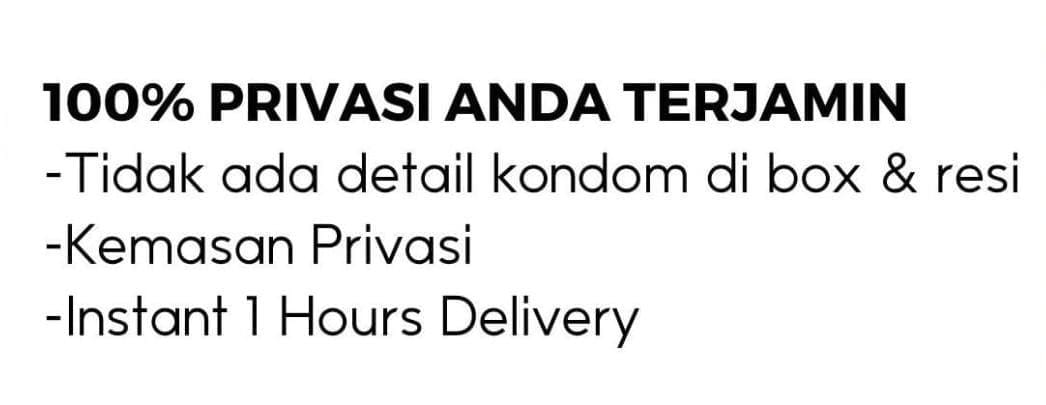 100% PRIVASI ANDA TERJAMIN
-Tidak ada detail kondom di box & resi
-Kemasan Privasi
-Instant 1 Hours Delivery